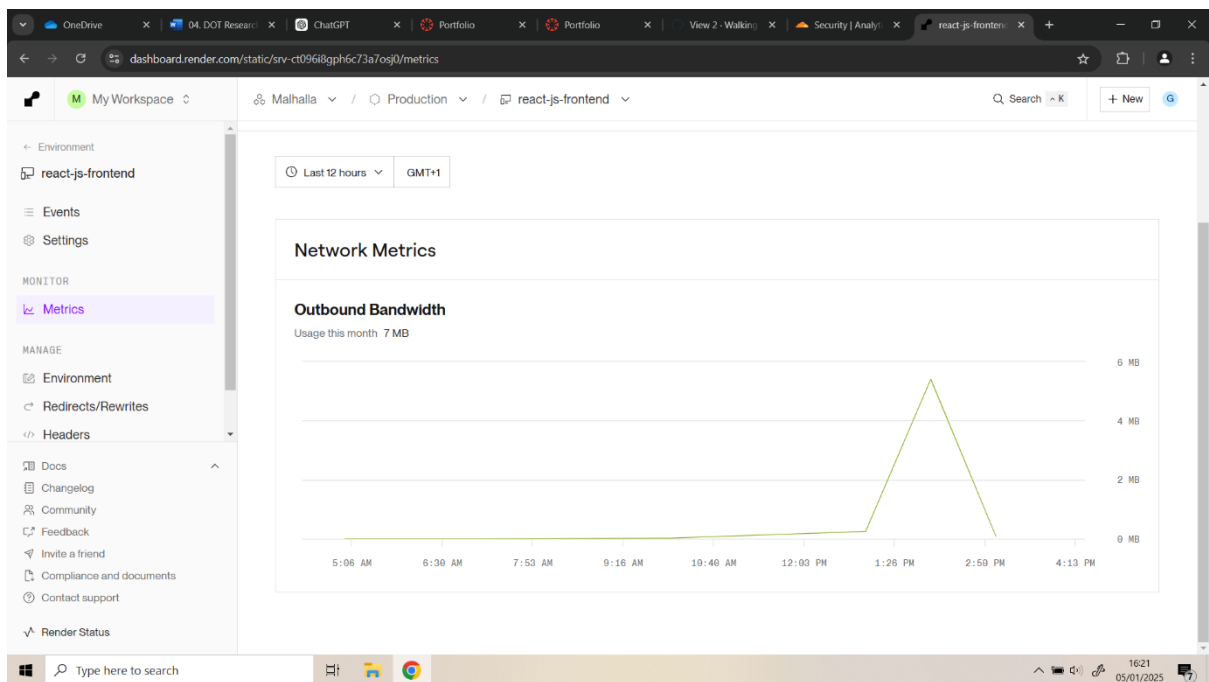 OneDrive
04. DOT Researc
ChatGPT
Portfolio
Portfolio
View 2 - Walking
Security | Analyti
react-js-fronten
dashboard.render.com/static/srv-ct096i8gph6c73a7osj0/metrics
M My Workspace
Malhalla / Production / react-js-frontend
Search ^ K
+ New
G
← Environment
react-js-frontend
Events
Settings
MONITOR
Metrics
MANAGE
Environment
Redirects/Rewrites
Headers
Docs
Changelog
Community
Feedback
Invite a friend
Compliance and documents
Contact support
Render Status
Last 12 hours
GMT+1
Network Metrics
Outbound Bandwidth
Usage this month 7 MB
6 MB
4 MB
2 MB
0 MB
5:06 AM 6:30 AM 7:53 AM 9:16 AM 10:40 AM 12:03 PM 1:26 PM 2:59 PM 4:13 PM
Type here to search
16:21
05/01/2025
7